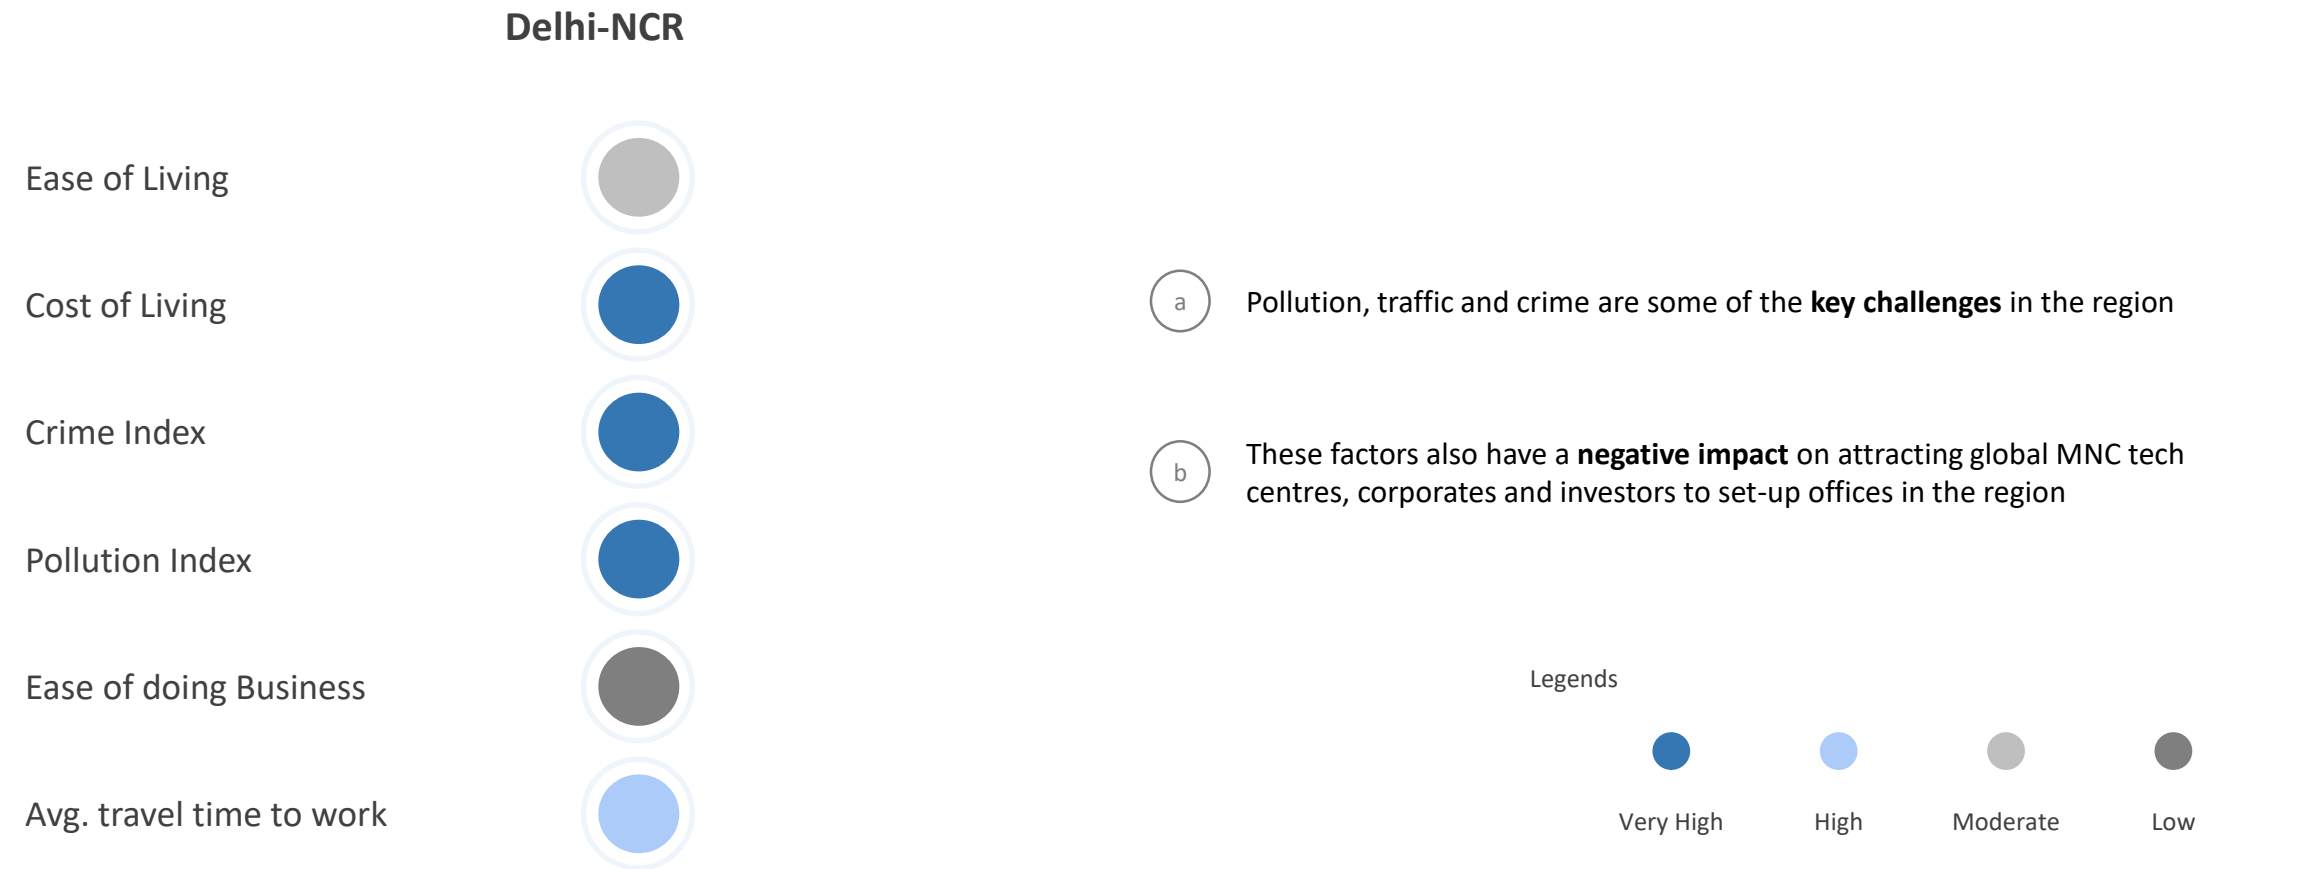 Delhi-NCR
Ease of Living
Cost of Living
Crime Index
Pollution Index
Ease of doing Business
Avg. travel time to work
a
Pollution, traffic and crime are some of the key challenges in the region
b
These factors also have a negative impact on attracting global MNC tech
centres, corporates and investors to set-up offices in the region
Legends
Very High
High
Moderate
Low